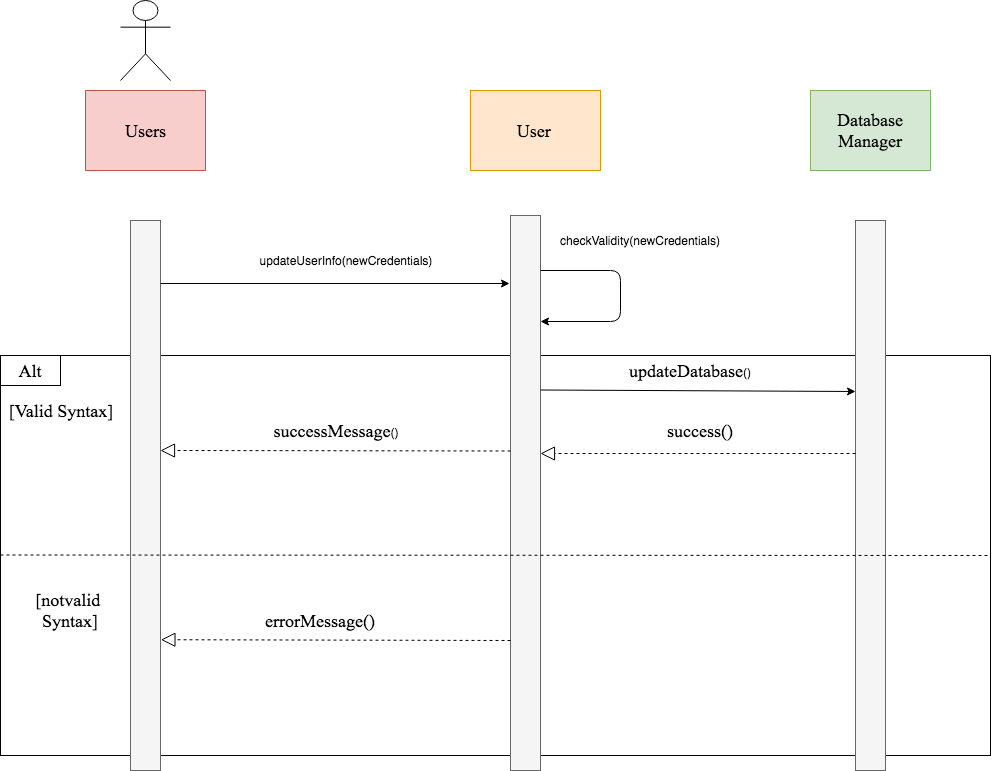 Users
User
Database
Manager
checkValidity(newCredentials)
updateUserInfo(newCredentials)
Alt
updateDatabase()
[Valid Syntax]
successMessage()
success()
[notvalid
Syntax]
errorMessage()